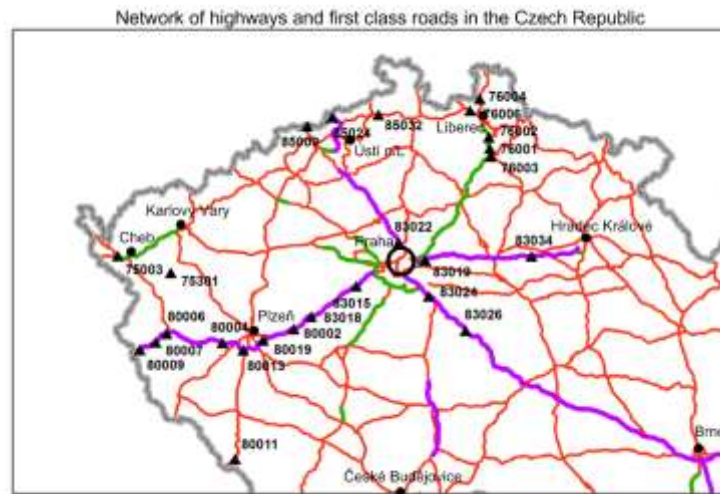 Network of highways and first class roads in the Czech Republic
76004
76006
Liberec
85032
85024
85009
Ústí n.L.
76002
76001
76003
Karlovy Vary
83022
Hradec Králové
Cheb
Praha
83034
75003
83019
75301
83024
83015
80006
80004
Plzeň
83018
83026
80002
80007
80019
80009
80013
Brno
80011
České Budějovice